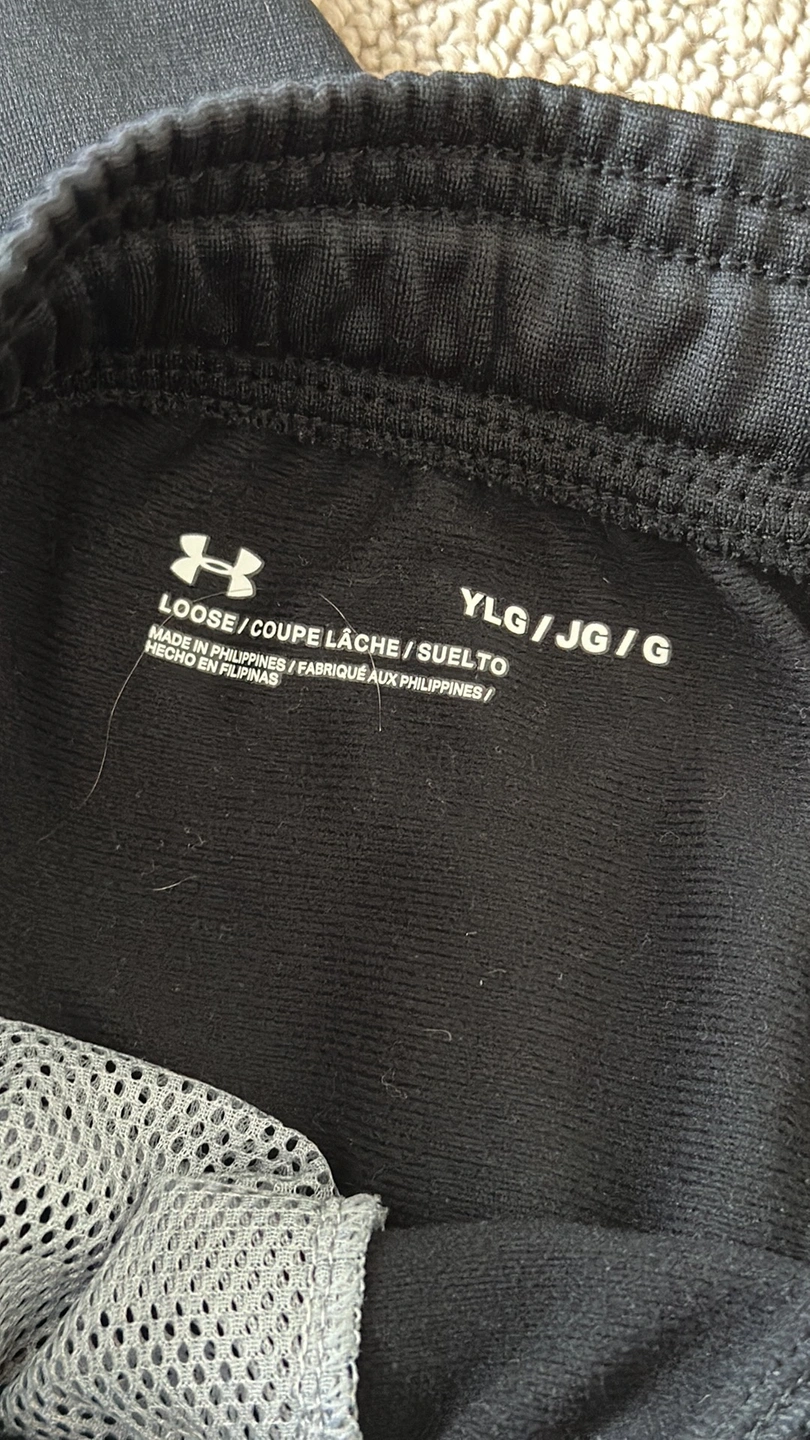 YLG / JG / G
LOOSE / COUPE LÂCHE / SUELTO
MADE IN PHILIPPINES / FABRIQUÉ AUX PHILIPPINES /
HECHO EN FILIPINAS